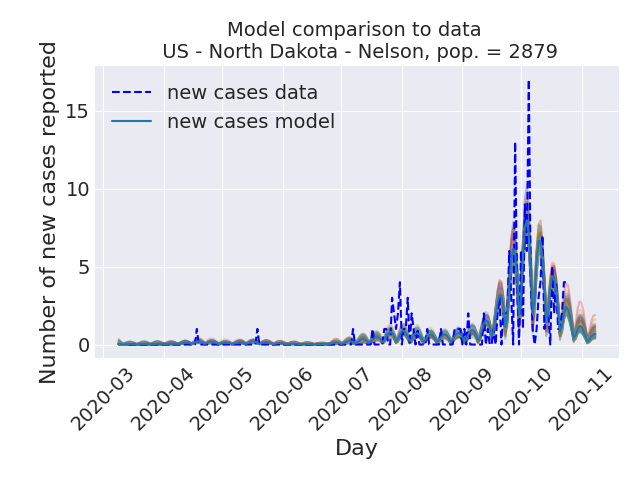 Model comparison to data
US - North Dakota - Nelson, pop. = 2879
Number of new cases reported
15
10
5
0
new cases data
new cases model
2020-03
2020-04
2020-05
2020-06
2020-07
2020-08
2020-09
2020-10
2020-11
Day